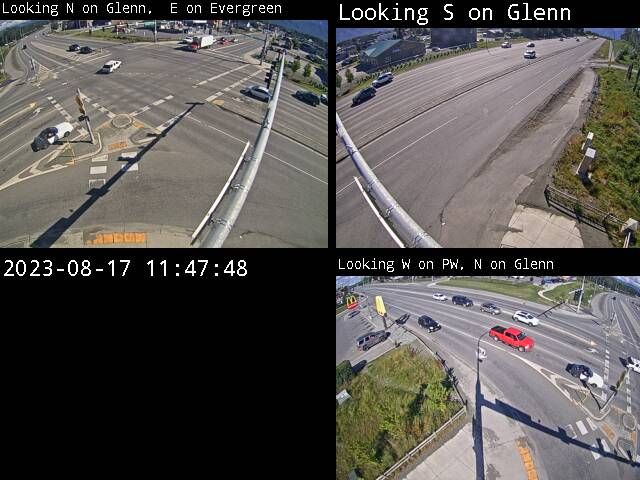 Looking N on Glenn,  E on Evergreen
Looking S on Glenn
2023-08-17 11:47:48
Looking W on PW, N on Glenn